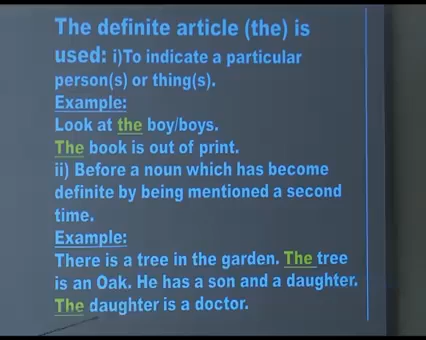 The definite article (the) is
used: i)To indicate a particular
person(s) or thing(s).
Example:
Look at the boy/boys.
The book is out of print.
ii) Before a noun which has become
definite by being mentioned a second
time.
Example:
There is a tree in the garden. The tree
is an Oak. He has a son and a daughter.
The daughter is a doctor.